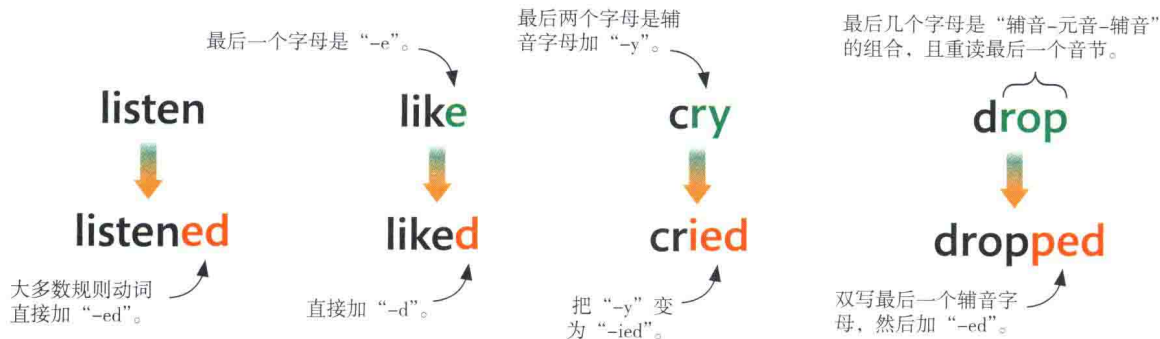 最后一个字母是“-e”。
最后两个字母是辅
音字母加“-y”。
最后几个字母是“辅音-元音-辅音”
的组合，且重读最后一个音节。
listen
like
cry
drop
listened
liked
cried
dropped
大多数规则动词
直接加“-ed”。
直接加“-d”。
把“-y”变
为“-ied”。
双写最后一个辅音字
母，然后加“-ed”。